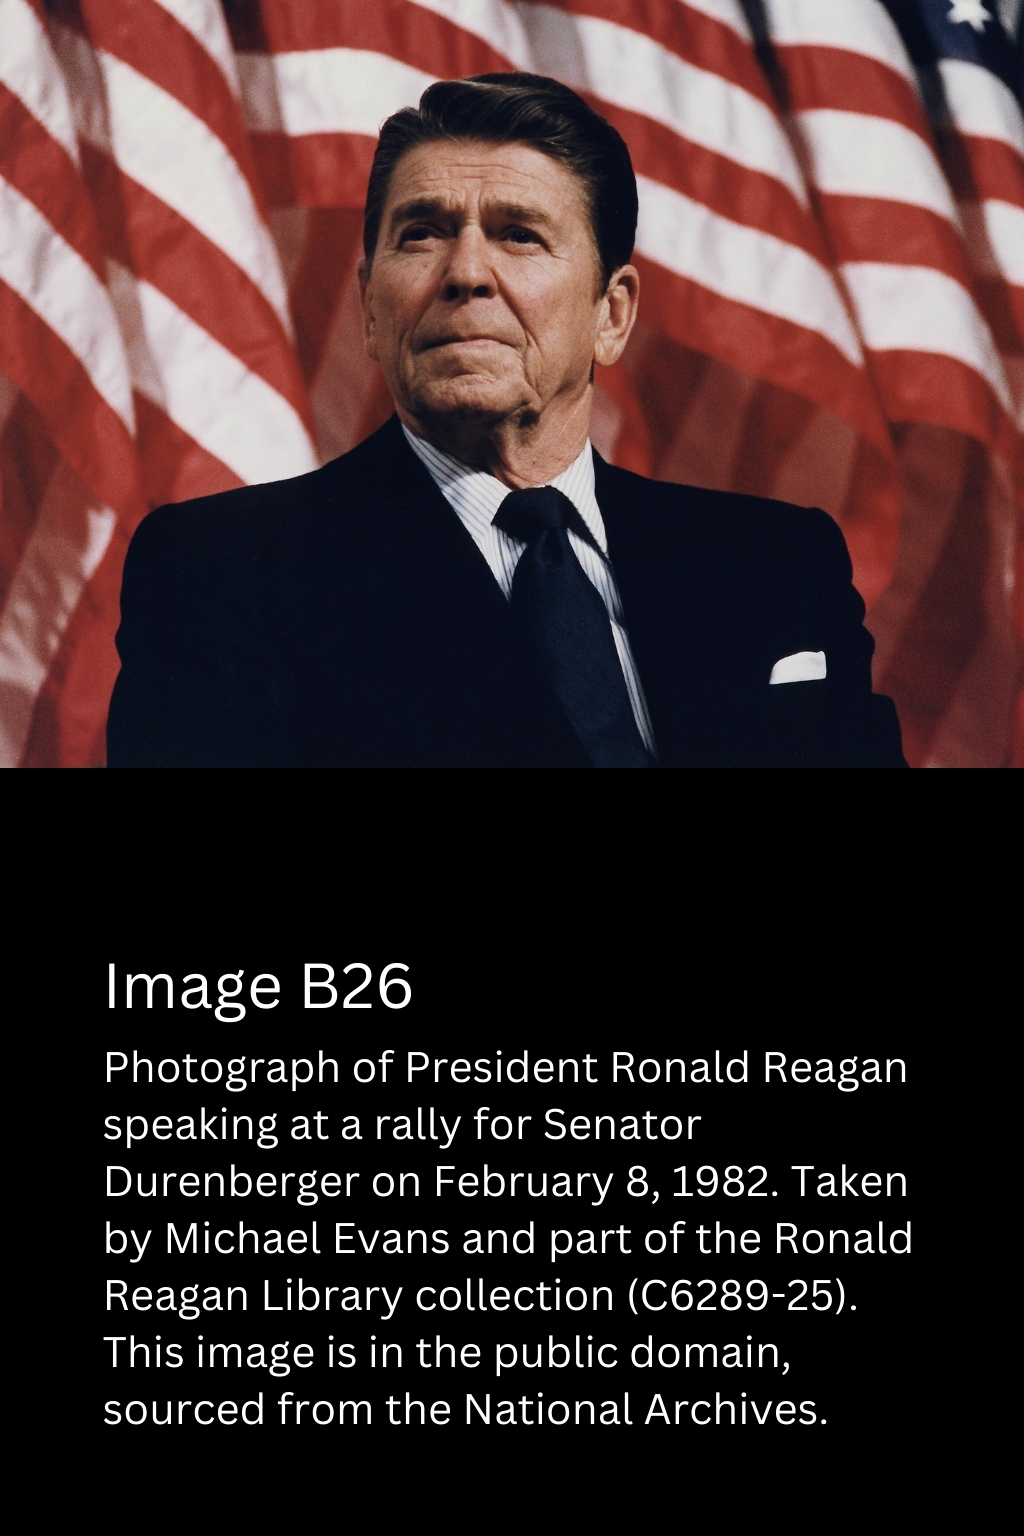 Image B26
Photograph of President Ronald Reagan
speaking at a rally for Senator
Durenberger on February 8, 1982. Taken
by Michael Evans and part of the Ronald
Reagan Library collection (C6289-25).
This image is in the public domain,
sourced from the National Archives.